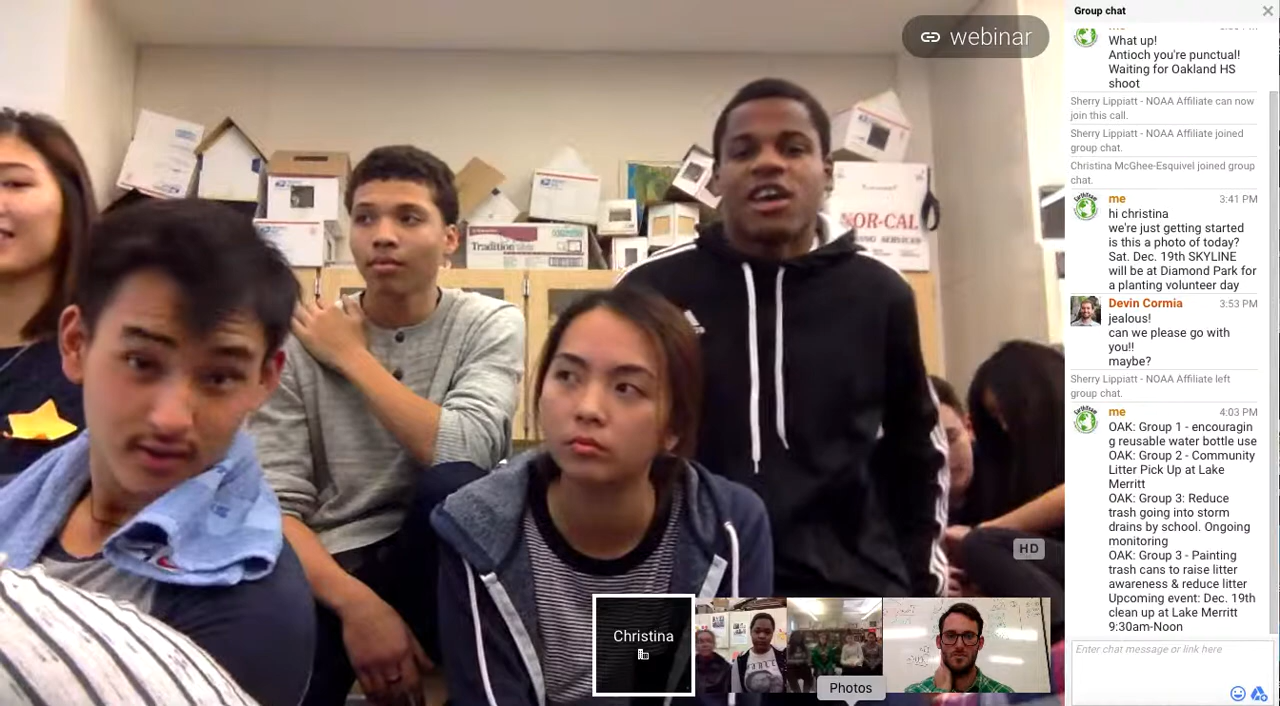 webinar
Tradition
NOR-CAL
HD
Christina
Photos
Group chat
What up!
Antioch you're punctual!
Waiting for Oakland HS
shoot
Sherry Lippiatt - NOAA Affiliate can now
join this call.
Sherry Lippiatt - NOAA Affiliate joined
group chat.
Christina McGhee-Esquivel joined group
chat.
me 3:41 PM
hi christina
we're just getting started
is this a photo of today?
Sat. Dec. 19th SKYLINE
will be at Diamond Park for
a planting volunteer day
Devin Cormia 3:53 PM
jealous!
can we please go with
you!!
maybe?
Sherry Lippiatt - NOAA Affiliate left
group chat.
me 4:03 PM
OAK: Group 1 - encouragin
g reusable water bottle use
OAK: Group 2 - Community
Litter Pick Up at Lake
Merritt
OAK: Group 3: Reduce
trash going into storm
drains by school. Ongoing
monitoring
OAK: Group 3 - Painting
trash cans to raise litter
awareness & reduce litter
Upcoming event: Dec. 19th
clean up at Lake Merritt
9:30am-Noon
Enter chat message or link here